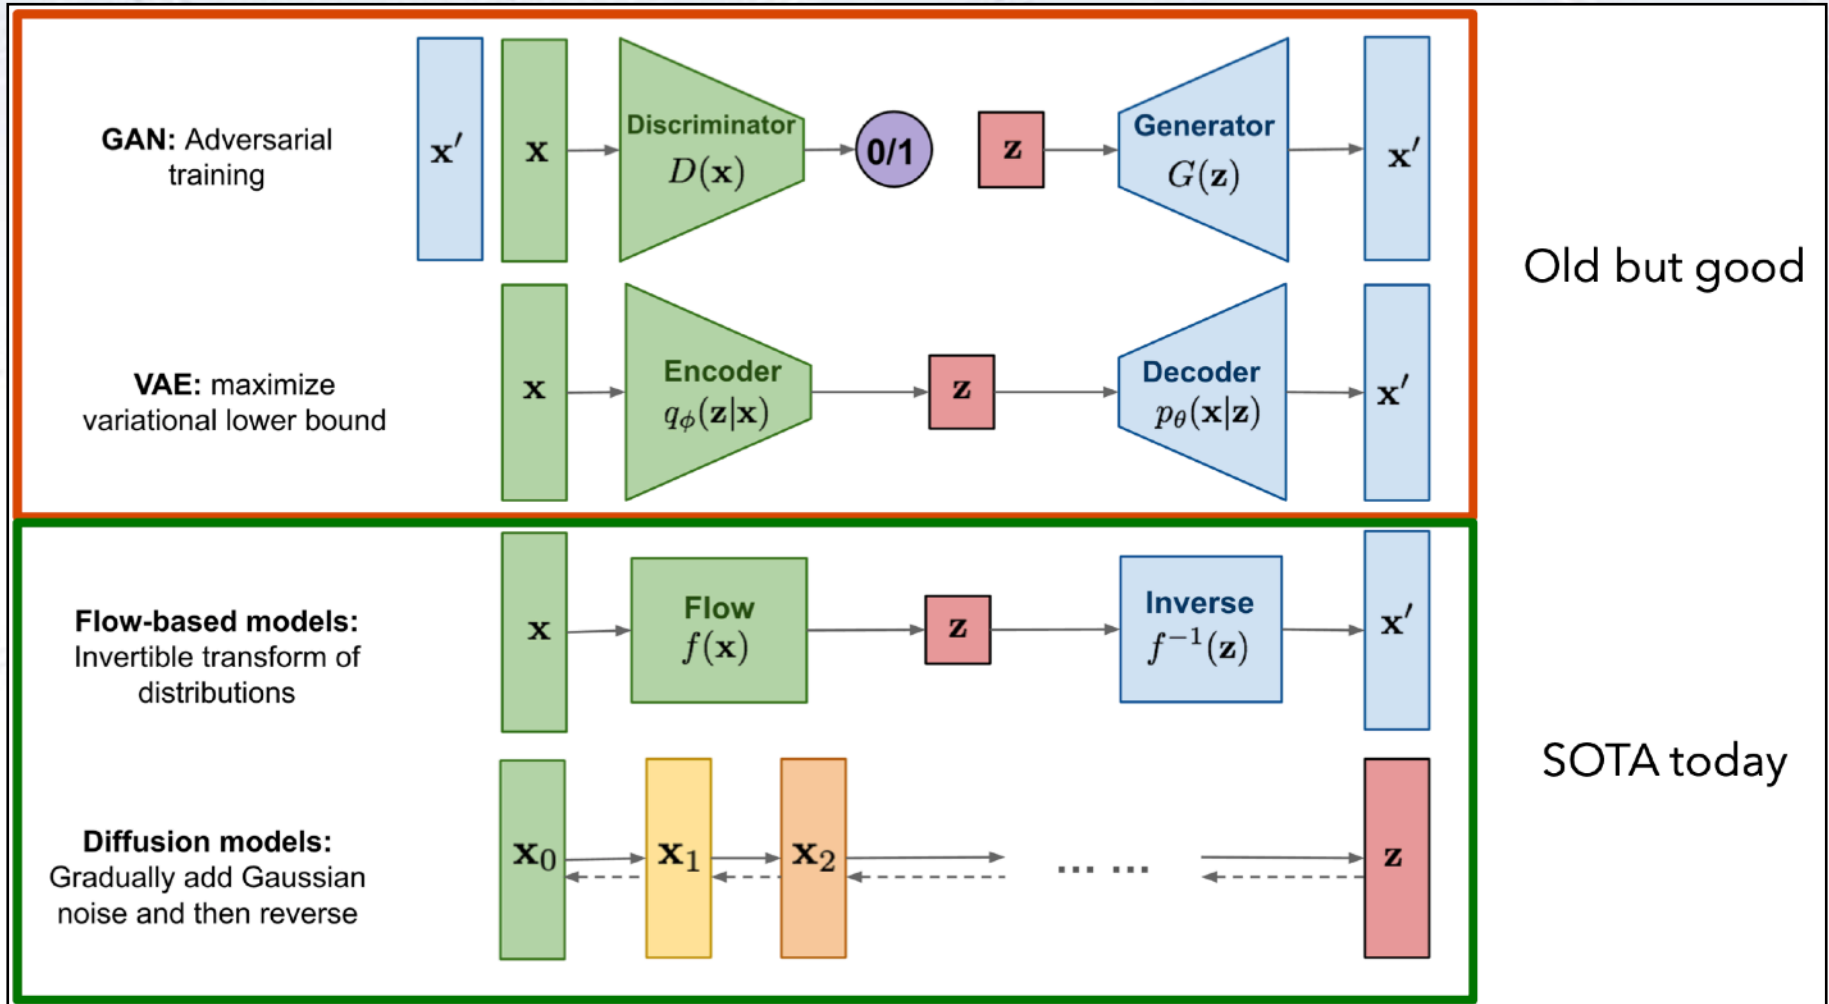 GAN: Adversarial
training
x′
x
Discriminator
D(x)
0/1
z
Generator
G(z)
x′
Old but good
VAE: maximize
variational lower bound
x
Encoder
qϕ(z|x)
z
Decoder
pθ(x|z)
x′
Flow-based models:
Invertible transform of
distributions
x
Flow
f(x)
z
Inverse
f⁻¹(z)
x′
SOTA today
Diffusion models:
Gradually add Gaussian
noise and then reverse
x₀
x₁
x₂
... ...
z